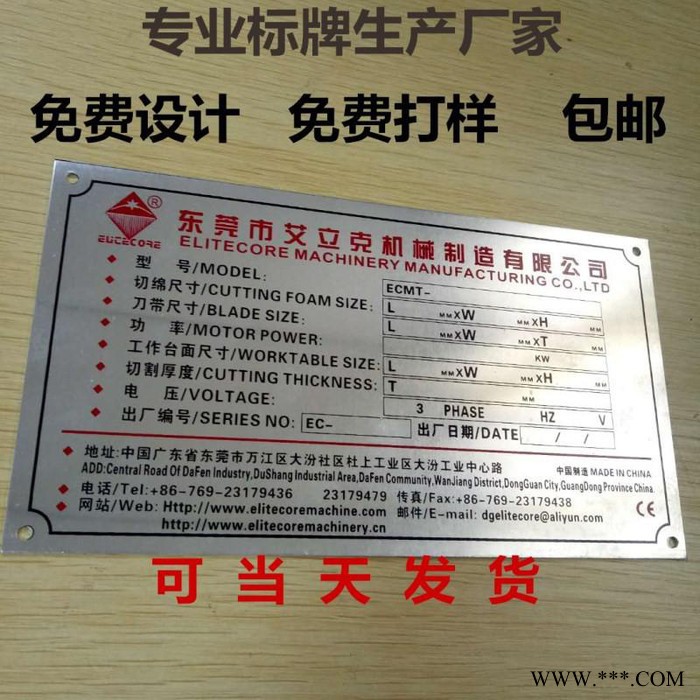 专业标牌生产厂家
免费设计 免费打样 包邮
®
EUTECORE
东莞市艾立克机械制造有限公司
ELITECORE MACHINERY MANUFACTURING CO.,LTD
型 号/MODEL: ECMT-
切绵尺寸/CUTTING FOAM SIZE: L MM X W MM X H MM
刀带尺寸/BLADE SIZE: L MM X W MM X T MM
功 率/MOTOR POWER: KW
工作台面尺寸/WORKTABLE SIZE: L MM X W MM X H MM
切割厚度/CUTTING THICKNESS: T MM
电 压/VOLTAGE: 3 PHASE HZ V
出厂编号/SERIES NO: EC- 出厂日期/DATE / /
地址:中国广东省东莞市万江区大汾社区杜上工业区大汾工业中心路 中国制造 MADE IN CHINA
ADD:Central Road Of DaFen Industry,DuShang Industrial Area,DaFen Community,WanJiang District,DongGuan City,GuangDong Province China.
电话/Tel:+86-769-23179436 23179479 传真/Fax:+86-769-23179438
网站/Web: Http://www.elitecoremachine.com 邮件/E-mail: dgelitecore@aliyun.com CE
http://www.elitecoremachinery.cn
可当天发货
WWW.***.COM